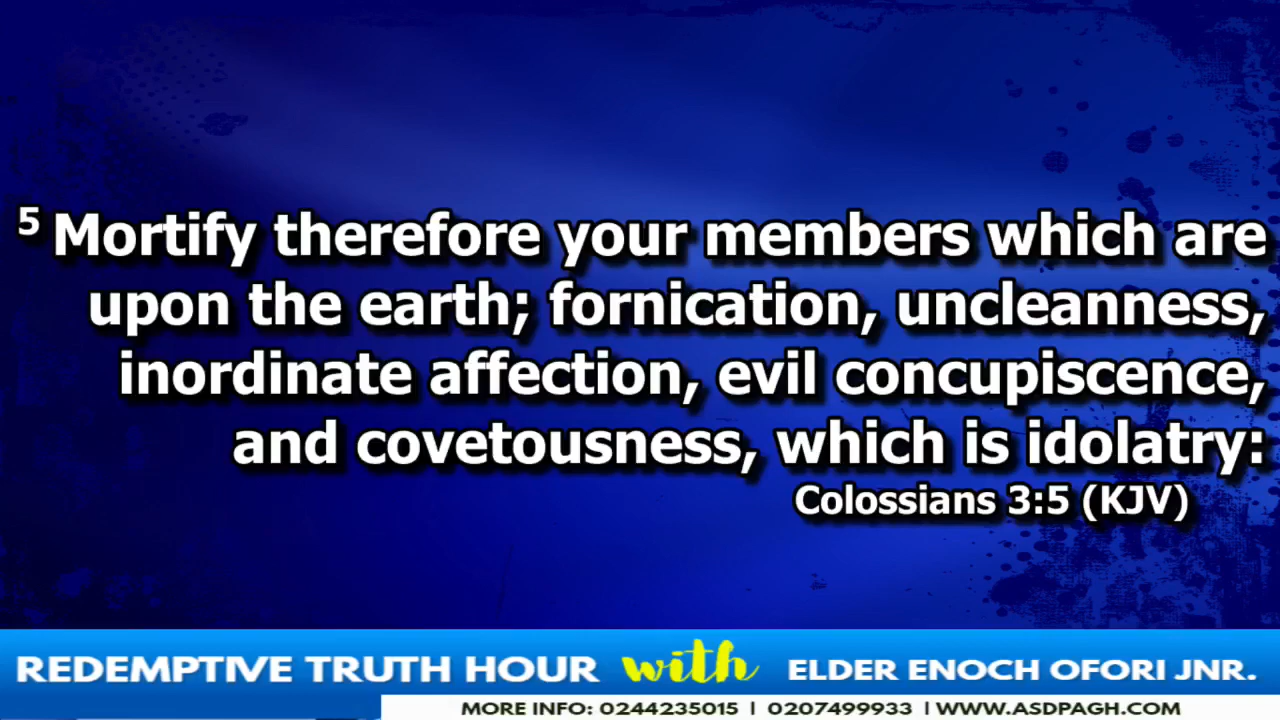 5 Mortify therefore your members which are
upon the earth; fornication, uncleanness,
inordinate affection, evil concupiscence,
and covetousness, which is idolatry:
Colossians 3:5 (KJV)
REDEMPTIVE TRUTH HOUR with ELDER ENOCH OFORI JNR.
MORE INFO: 0244235015 | 0207499933 | WWW.ASDPAGH.COM